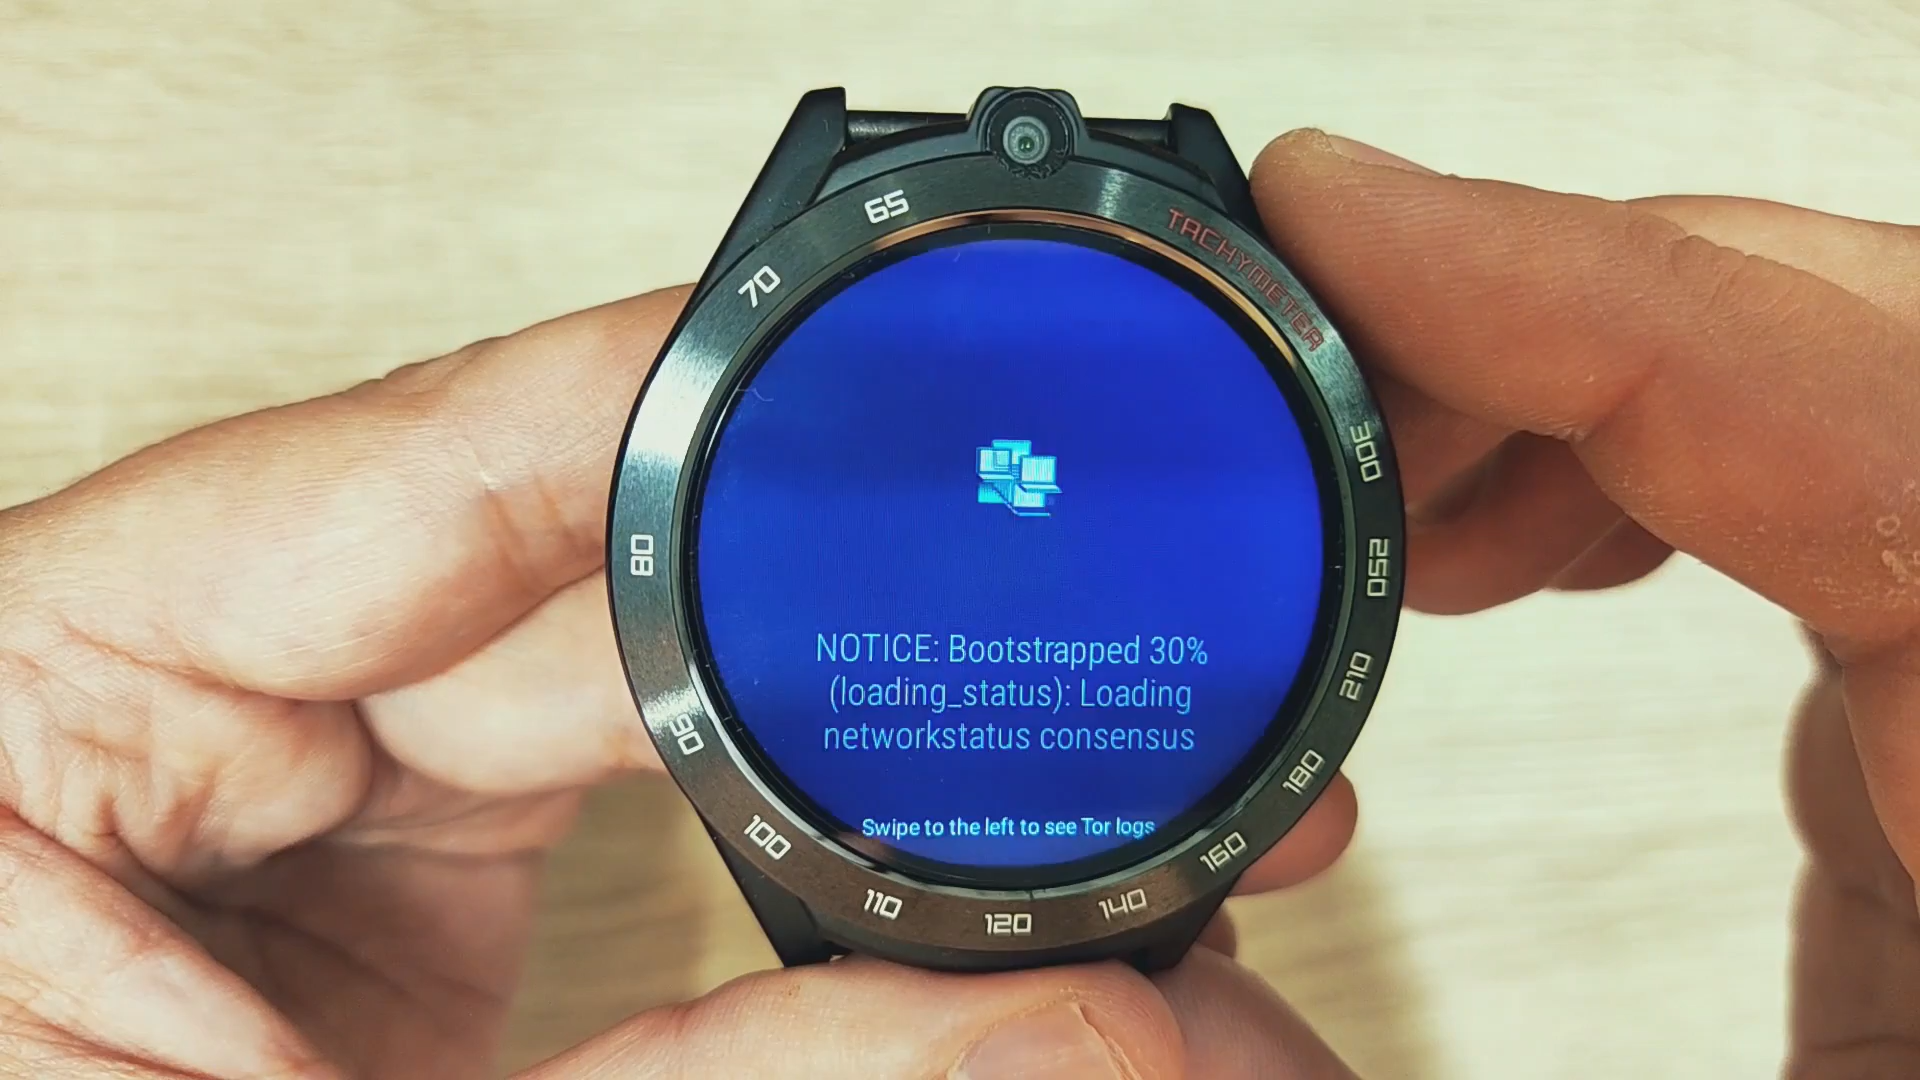 65
TACHYMETER
70
300
80
250
NOTICE: Bootstrapped 30%
(loading_status): Loading
networkstatus consensus
210
90
180
Swipe to the left to see Tor logs
100
160
110
140
120